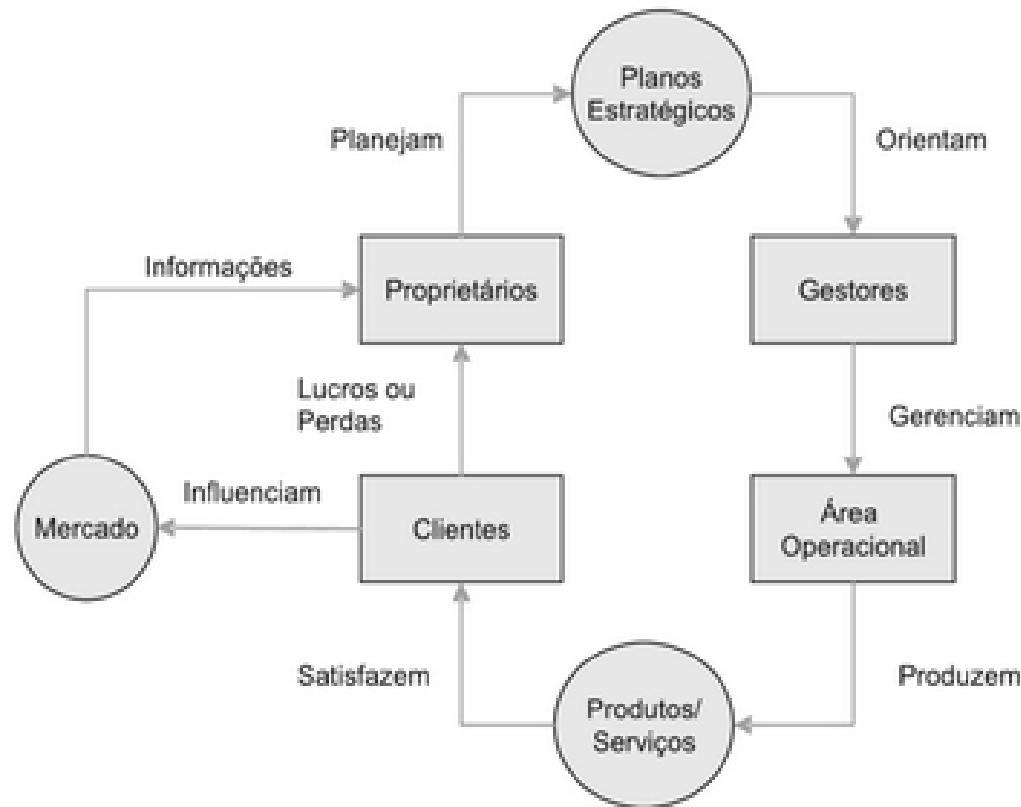 Planos
Estratégicos
Planejam
Orientam
Informações
Proprietários
Gestores
Lucros ou
Perdas
Gerenciam
Influenciam
Mercado
Clientes
Área
Operacional
Satisfazem
Produzem
Produtos/
Serviços